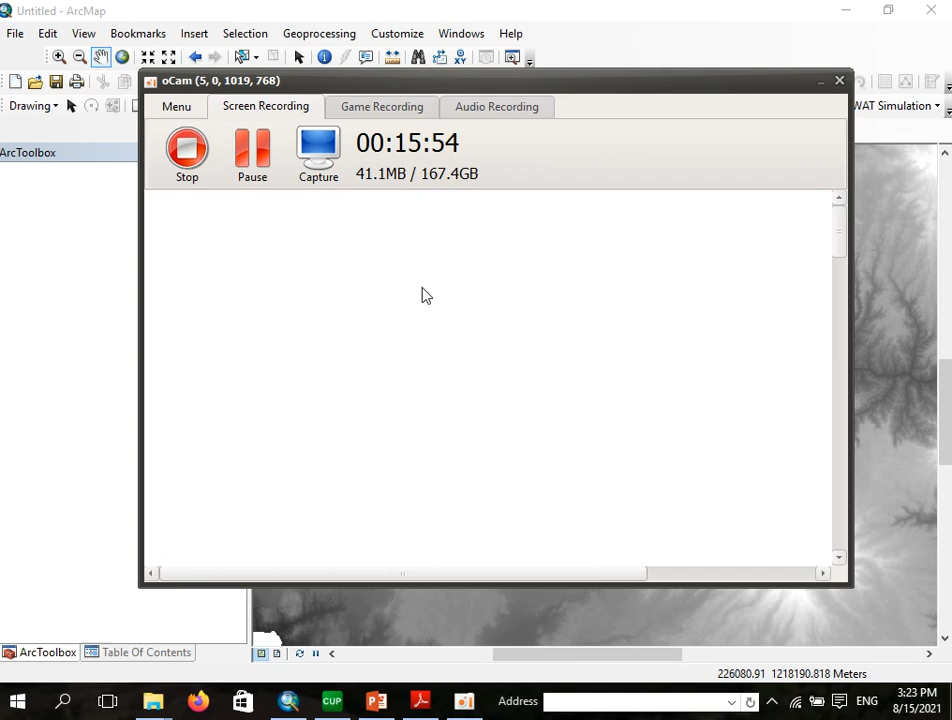 Untitled - ArcMap
File Edit View Bookmarks Insert Selection Geoprocessing Customize Windows Help
oCam (5, 0, 1019, 768)
Drawing
WAT Simulation
Menu Screen Recording Game Recording Audio Recording
00:15:54
41.1MB / 167.4GB
Stop Pause Capture
ArcToolbox
ArcToolbox Table Of Contents
226080.91 1218190.818 Meters
CUP Address ENG
3:23 PM
8/15/2021